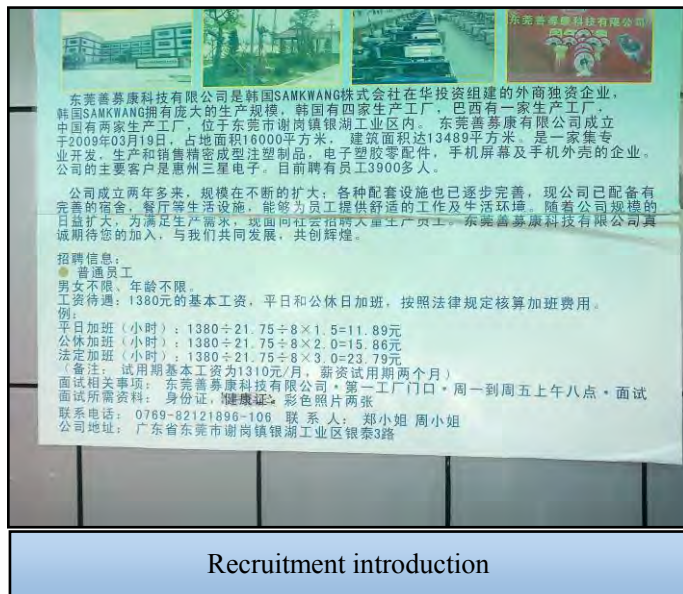 东莞善募康科技有限公司
东莞善募康科技有限公司是韩国SAMKWANG株式会社在华投资组建的外商独资企业，
韩国SAMKWANG拥有庞大的生产规模，韩国有四家生产工厂，巴西有一家生产工厂，
中国有两家生产工厂，位于东莞市谢岗镇银湖工业区内。东莞善募康有限公司成立
于2009年03月19日，占地面积16000平方米，建筑面积达13489平方米。是一家集专
业开发，生产和销售精密成型注塑制品，电子塑胶零配件，手机屏幕及手机外壳的企业。
公司的主要客户是惠州三星电子。目前聘有员工3900多人。
公司成立两年多来，规模在不断的扩大；各种配套设施也已逐步完善，现公司已配备有
完善的宿舍，餐厅等生活设施，能够为员工提供舒适的工作及生活环境。随着公司规模的
日益扩大，为满足生产需求，现面向社会招聘大量生产员工。东莞善募康科技有限公司真
诚期待您的加入，与我们共同发展，共创辉煌。
招聘信息：
普通员工
男女不限、年龄不限。
工资待遇：1380元的基本工资，平日和公休日加班，按照法律规定核算加班费用。
例：
平日加班（小时）：1380÷21.75÷8×1.5=11.89元
公休加班（小时）：1380÷21.75÷8×2.0=15.86元
法定加班（小时）：1380÷21.75÷8×3.0=23.79元
（备注：试用期基本工资为1310元/月，薪资试用期两个月）
面试相关事项：东莞善募康科技有限公司·第一工厂门口·周一到周五上午八点·面试
面试所需资料：身份证，健康证，彩色照片两张
联系电话：0769-82121896-106 联系人：郑小姐 周小姐
公司地址：广东省东莞市谢岗镇银湖工业区银泰3路
Recruitment introduction